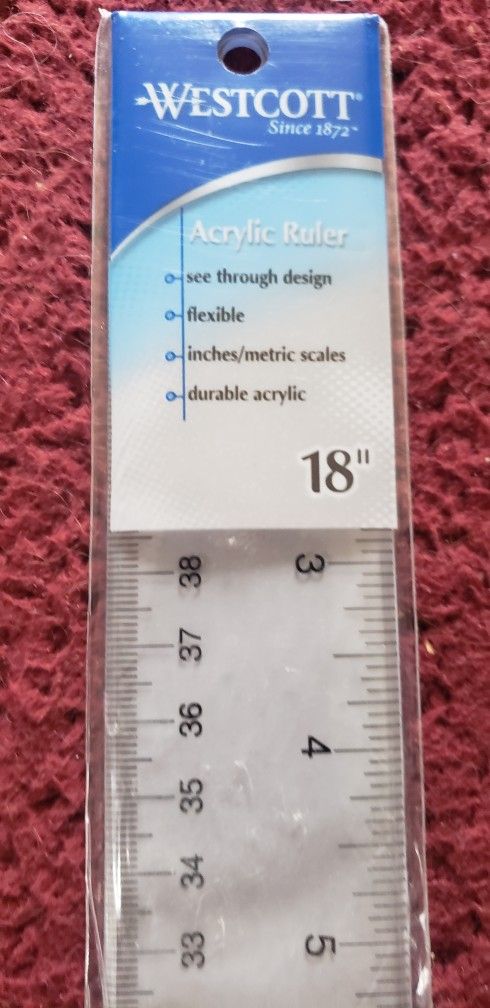 WESTCOTT®
Since 1872™
Acrylic Ruler
see through design
flexible
inches/metric scales
durable acrylic
18"
38 3
37
36 4
35
34
33 5